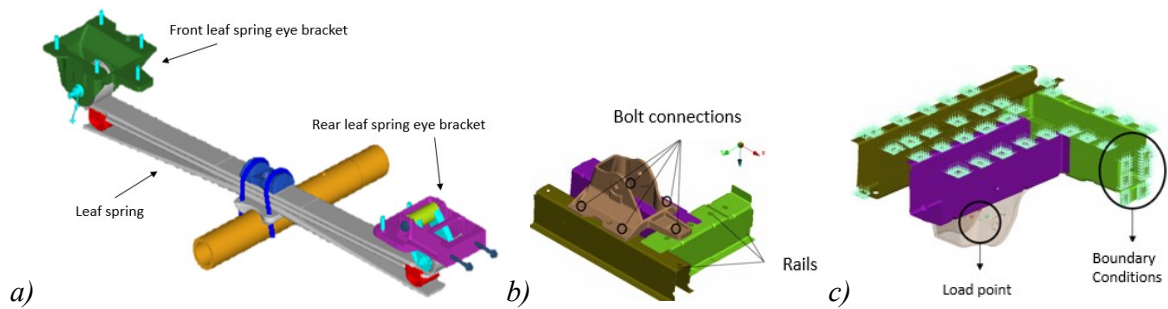 Front leaf spring eye bracket
Rear leaf spring eye bracket
Leaf spring
a)
Bolt connections
Rails
b)
Load point
Boundary
Conditions
c)